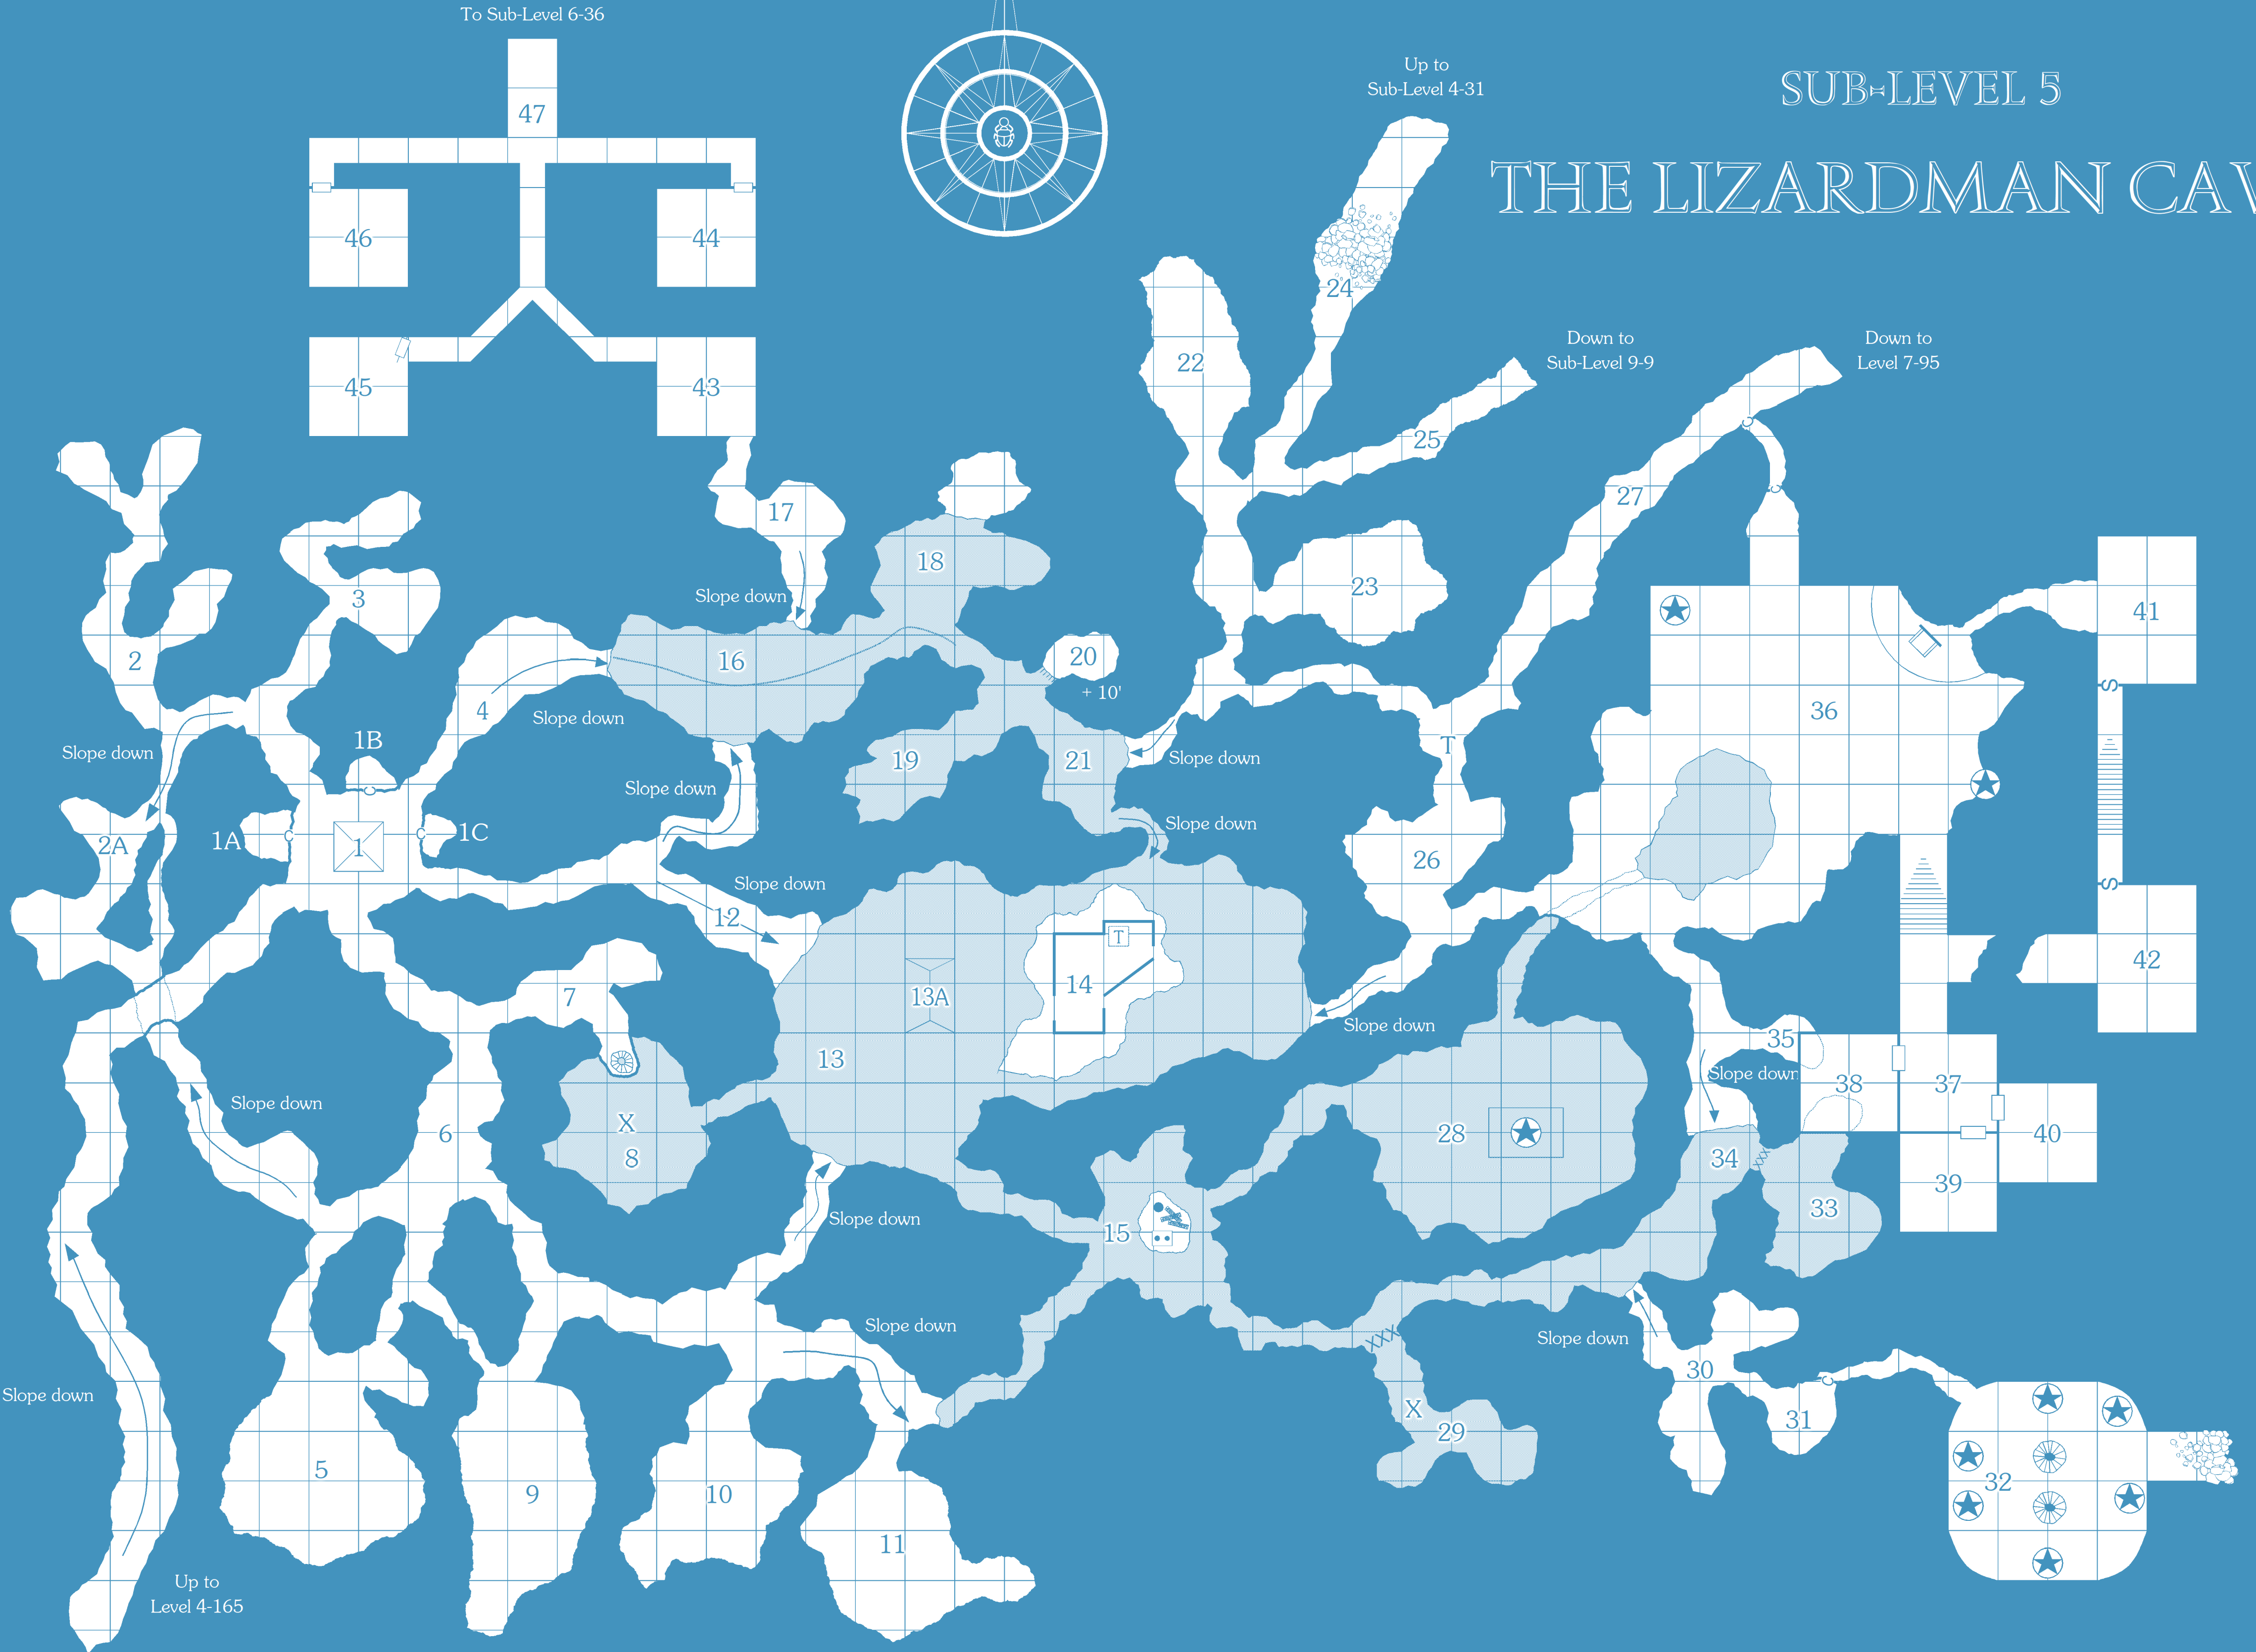 To Sub-Level 6-36
Up to
Sub-Level 4-31
SUB-LEVEL 5
THE LIZARDMAN CAV
47
46
44
45
43
24
22
Down to
Sub-Level 9-9
Down to
Level 7-95
25
27
C
C
17
18
23
41
3
Slope down
2
16
20
+ 10'
S
4
Slope down
36
1B
T
Slope down
19
21
Slope down
Slope down
C
1A
C
1
C
1C
Slope down
2A
26
S
Slope down
12
T
42
7
13A
14
Slope down
35
13
Slope down
38
37
Slope down
X
6
28
40
8
34
XXX
39
33
Slope down
15
Slope down
XXX
Slope down
30
C
Slope down
X
31
29
5
32
9
10
11
Up to
Level 4-165